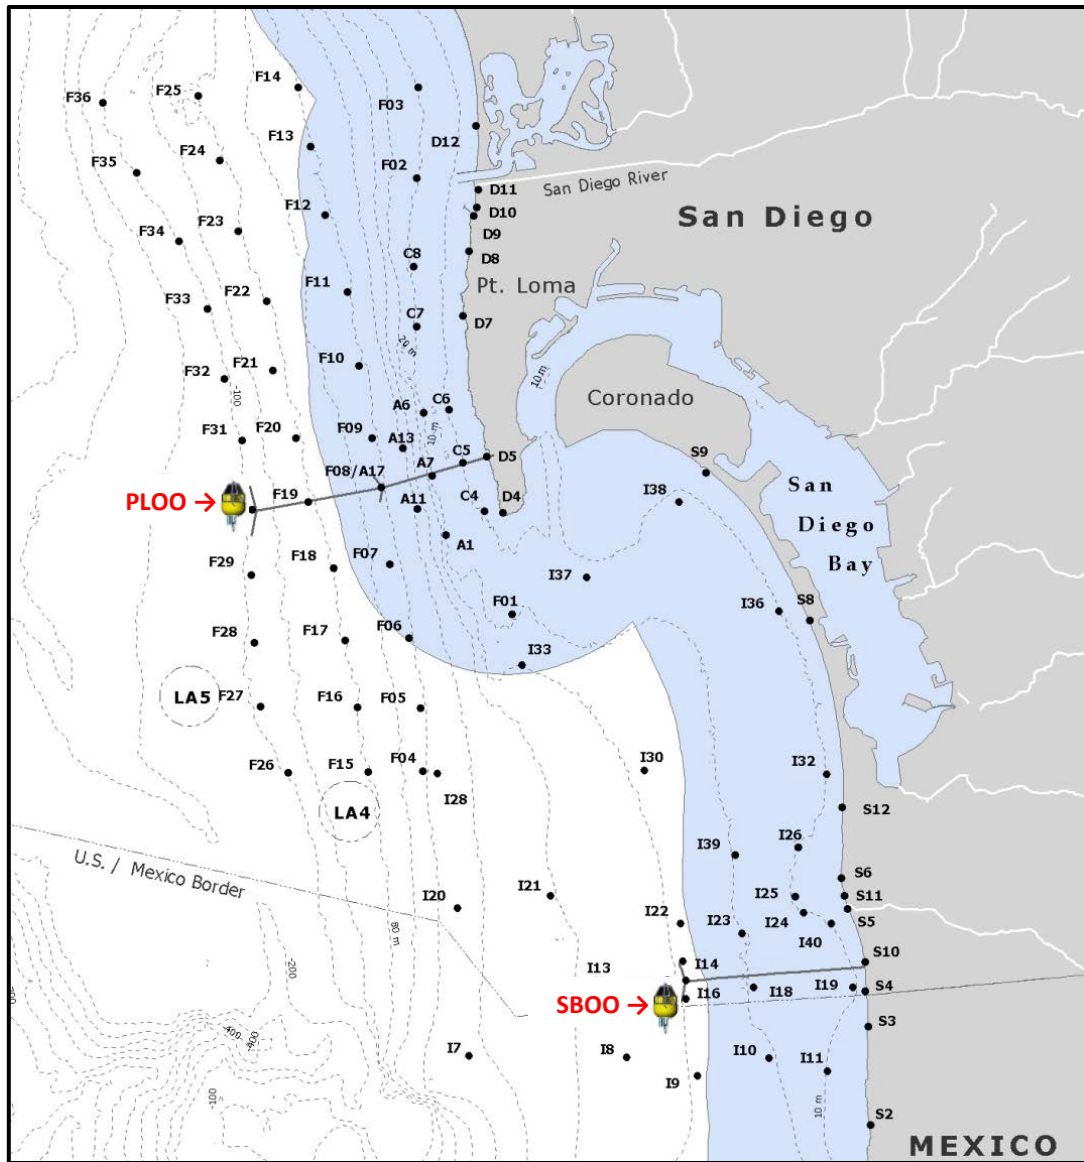 F14
F25
F36
F03
F13
D12
F24
F02
F35
D11
San Diego River
D10
F12
San Diego
F23
D9
F34
D8
C8
F11
Pt. Loma
F22
F33
C7
D7
20 m
F10
F21
F32
10 m
-100
Coronado
A6
C6
F31
F20
F09
A13
10 m
C5
D5
S9
F08/A17
A7
San
PLOO →
F19
A11
C4
D4
I38
Diego
A1
F18
F07
Bay
F29
I37
F01
I36
S8
F28
F17
F06
I33
LA5
F27
F16
F05
I30
F26
F15
F04
I32
I28
LA4
S12
I39
I26
U.S. / Mexico Border
S6
I21
I25
S11
I20
I22
I23
I24
S5
80 m
I40
S10
-200
I13
I14
SBOO →
I16
I18
I19
S4
S3
-400
-400
-400
I7
I8
I10
I11
I9
-100
10 m
S2
MEXICO